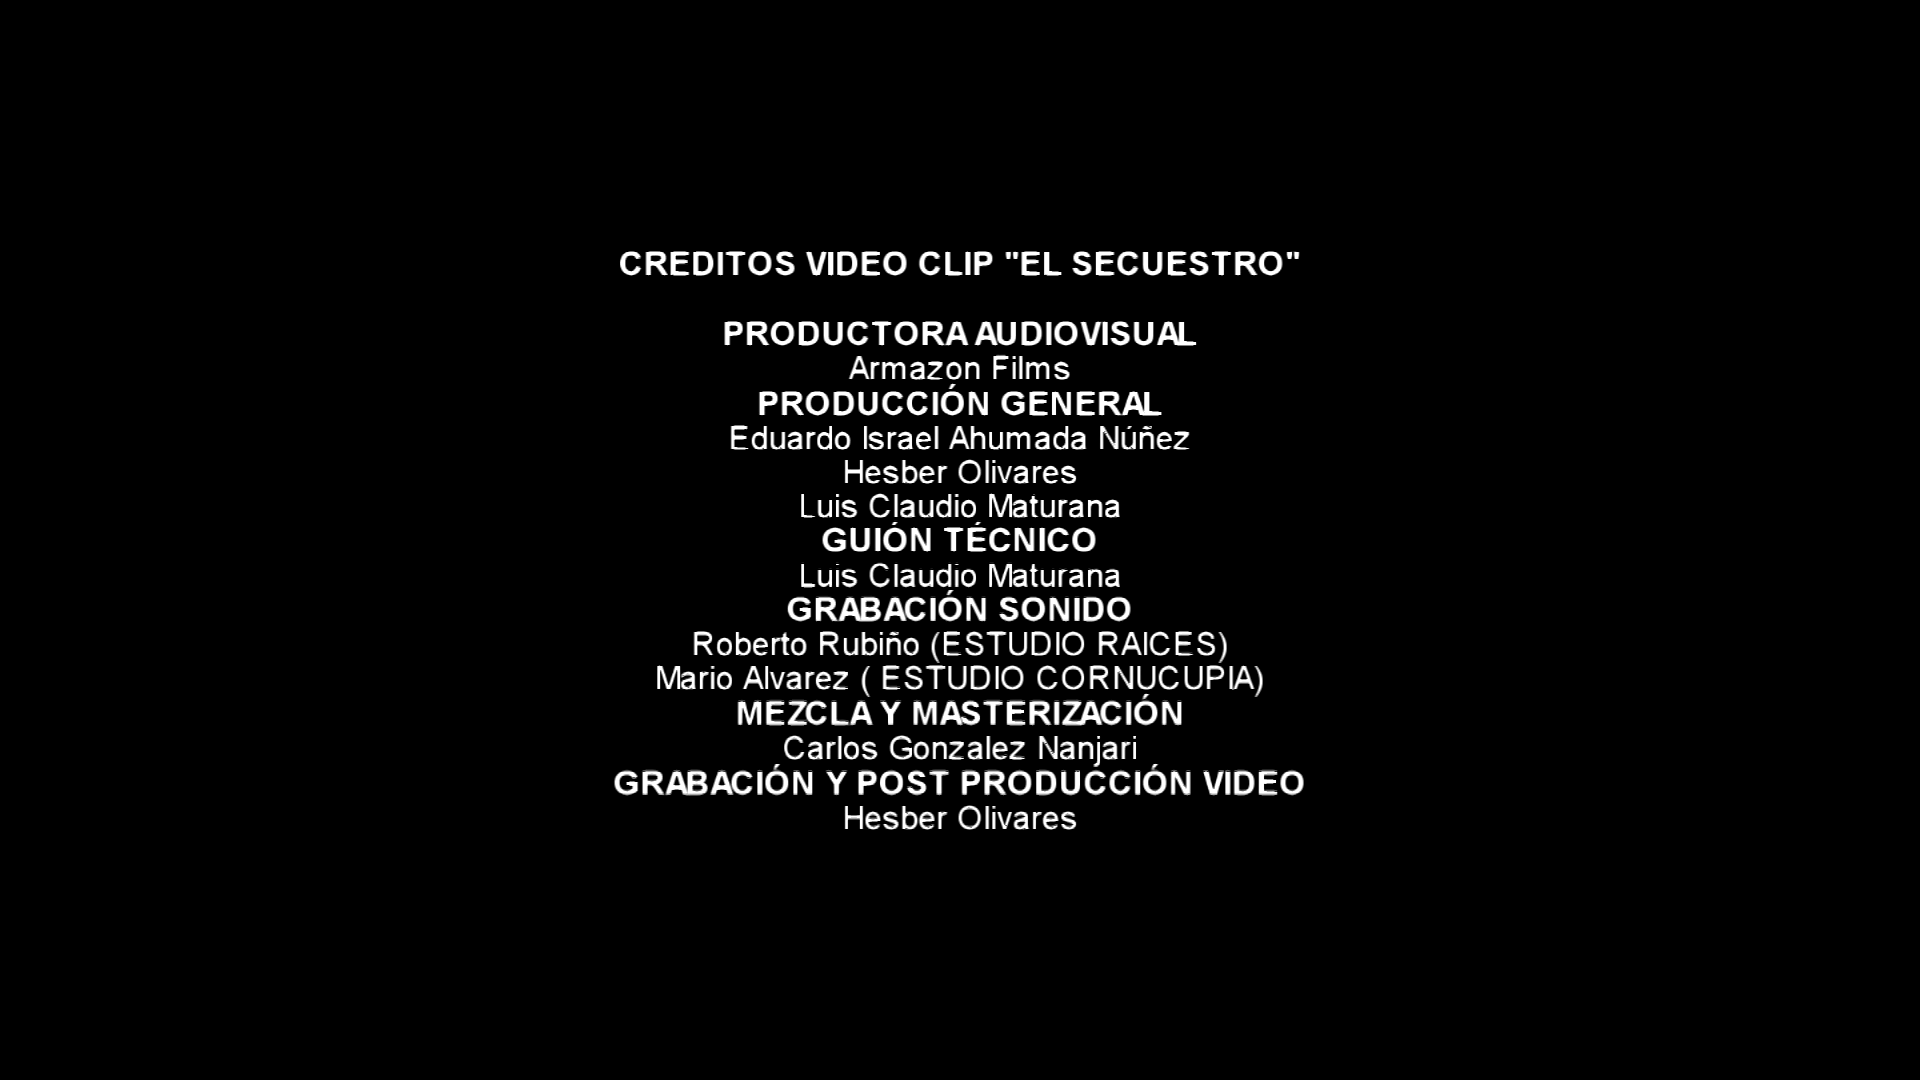 CREDITOS VIDEO CLIP "EL SECUESTRO"
PRODUCTORA AUDIOVISUAL
Armazon Films
PRODUCCIÓN GENERAL
Eduardo Israel Ahumada Núñez
Hesber Olivares
Luis Claudio Maturana
GUIÓN TÉCNICO
Luis Claudio Maturana
GRABACIÓN SONIDO
Roberto Rubiño (ESTUDIO RAICES)
Mario Alvarez ( ESTUDIO CORNUCUPIA)
MEZCLA Y MASTERIZACIÓN
Carlos Gonzalez Nanjari
GRABACIÓN Y POST PRODUCCIÓN VIDEO
Hesber Olivares